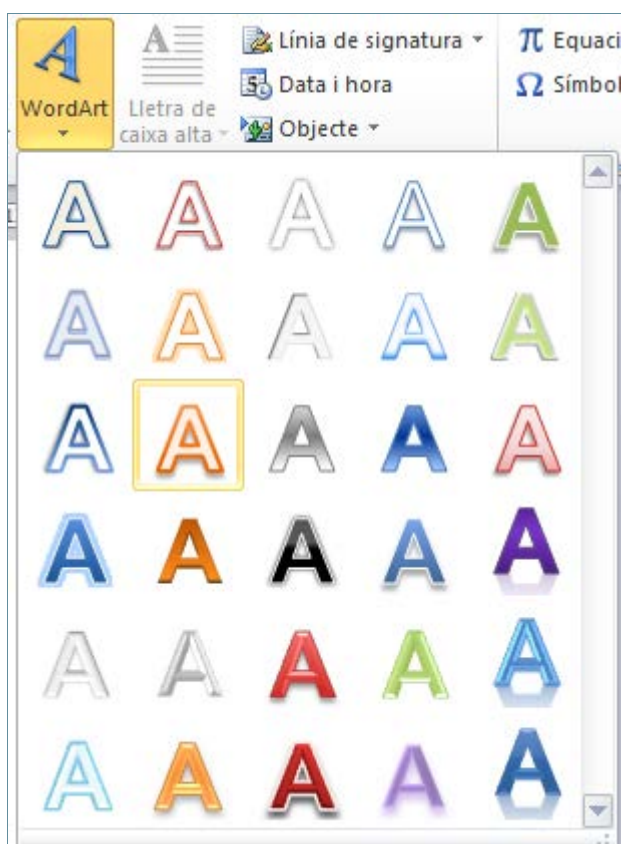 WordArt
Lletra de
caixa alta
Línia de signatura
Data i hora
Objecte
π Equaci
Ω Símbol
A A A A A
A A A A A
A A A A A
A A A A A
A A A A A
A A A A A